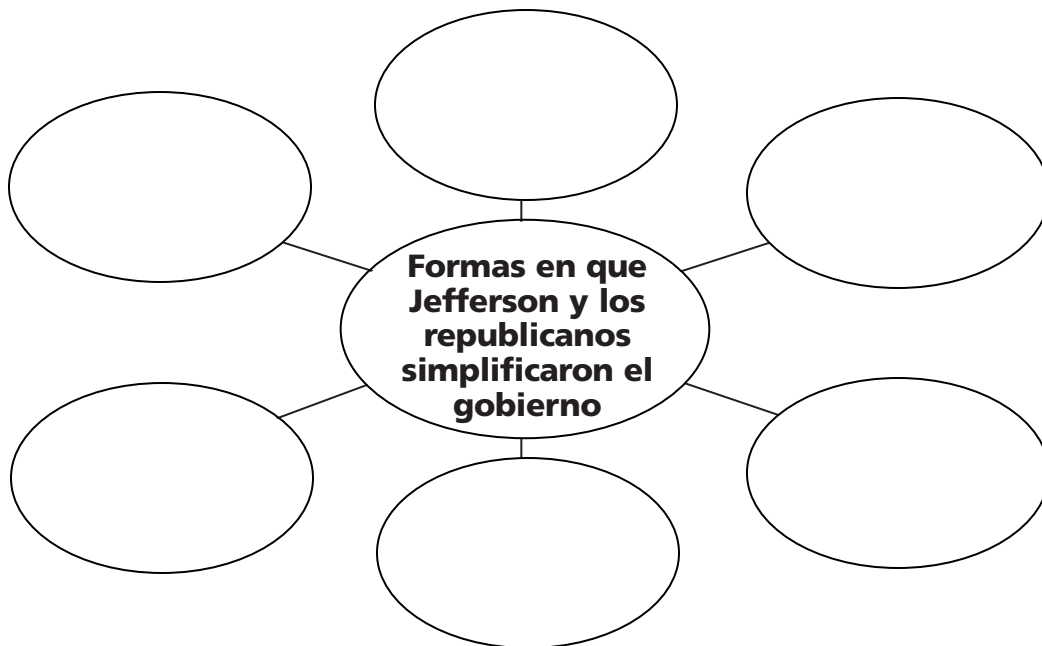 Formas en que
Jefferson y los
republicanos
simplificaron el
gobierno